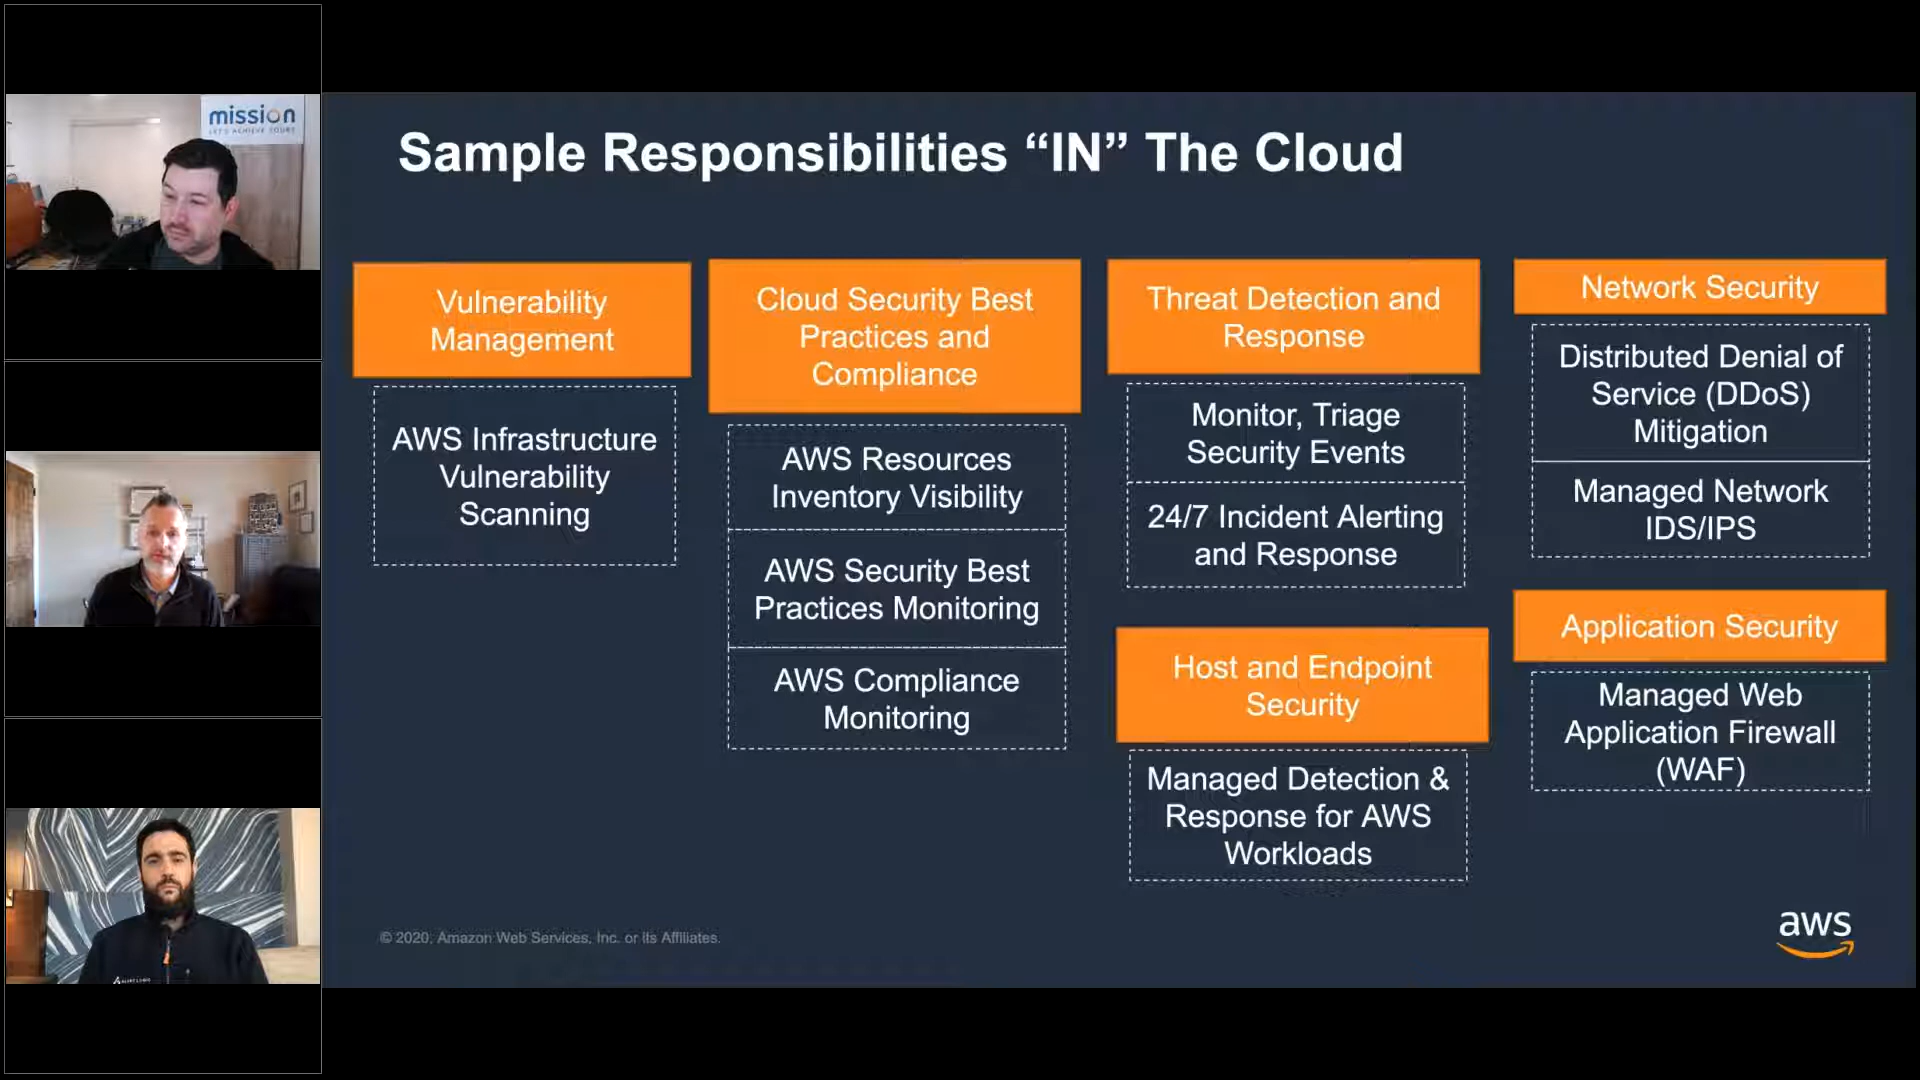 mission
LET'S ACHIEVE YOURS
Sample Responsibilities “IN” The Cloud
Vulnerability
Management
AWS Infrastructure
Vulnerability
Scanning
Cloud Security Best
Practices and
Compliance
AWS Resources
Inventory Visibility
AWS Security Best
Practices Monitoring
AWS Compliance
Monitoring
Threat Detection and
Response
Monitor, Triage
Security Events
24/7 Incident Alerting
and Response
Host and Endpoint
Security
Managed Detection &
Response for AWS
Workloads
Network Security
Distributed Denial of
Service (DDoS)
Mitigation
Managed Network
IDS/IPS
Application Security
Managed Web
Application Firewall
(WAF)
© 2020, Amazon Web Services, Inc. or its Affiliates.
aws